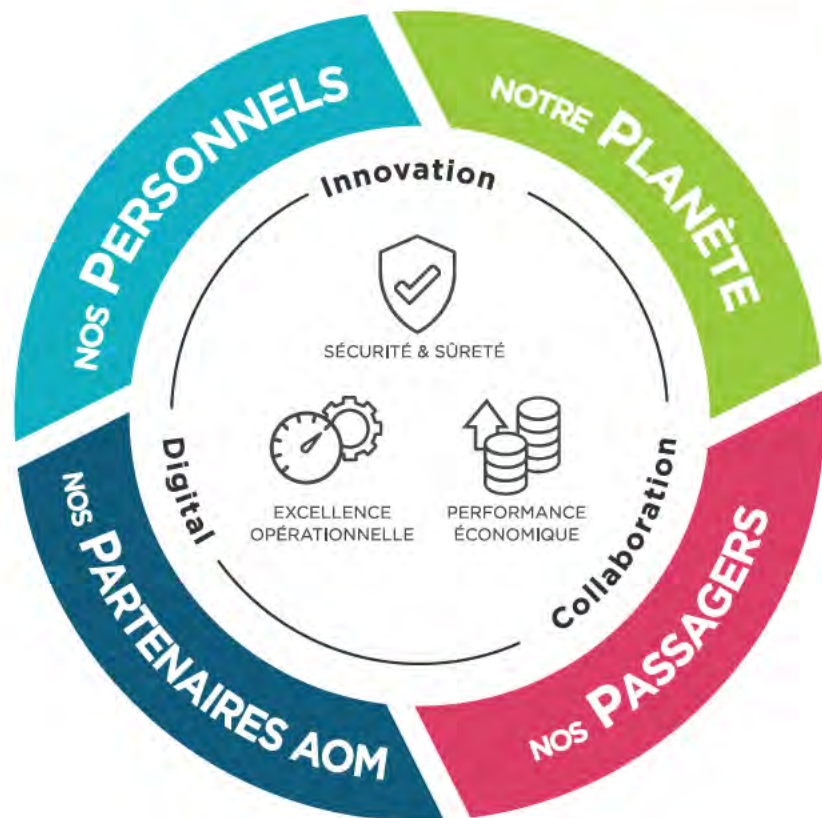 NOS PERSONNELS
NOTRE PLANÈTE
Innovation
SÉCURITÉ & SÛRETÉ
Digital
EXCELLENCE
OPÉRATIONNELLE
PERFORMANCE
ÉCONOMIQUE
Collaboration
NOS PARTENAIRES AOM
NOS PASSAGERS